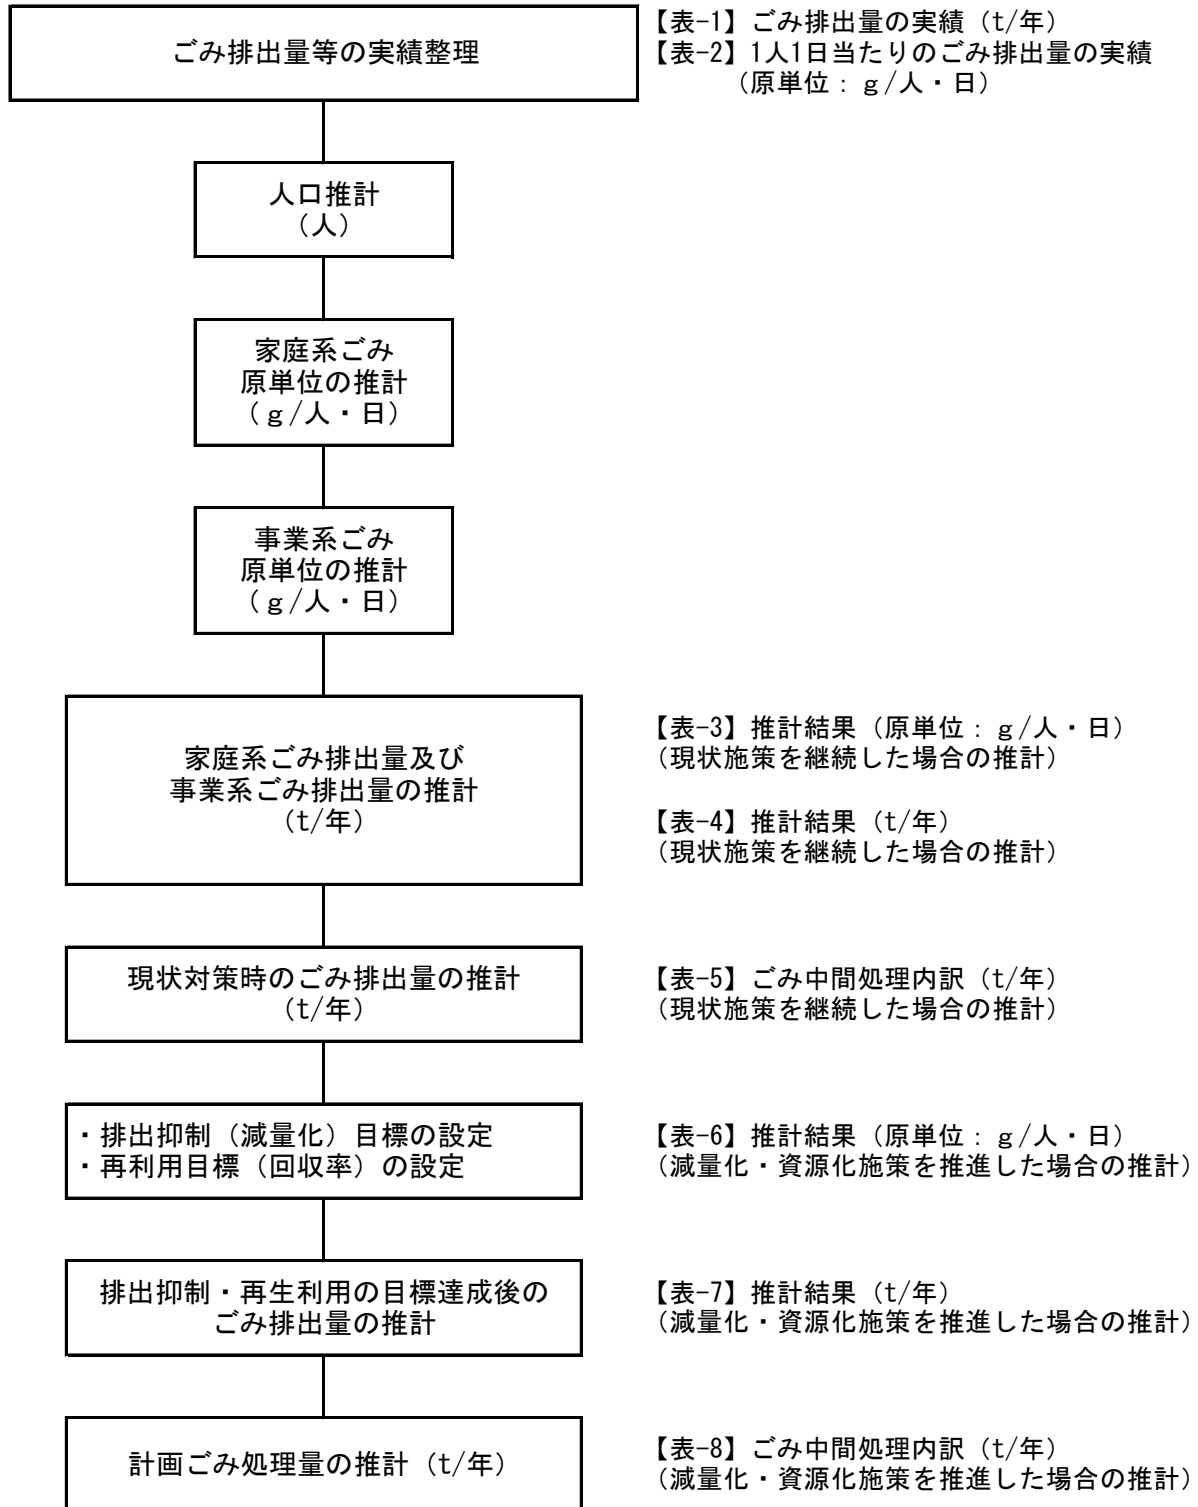 ごみ排出量等の実績整理
【表-1】ごみ排出量の実績（t/年）
【表-2】1人1日当たりのごみ排出量の実績
（原単位：ｇ/人・日）
人口推計
（人）
家庭系ごみ
原単位の推計
（ｇ/人・日）
事業系ごみ
原単位の推計
（ｇ/人・日）
家庭系ごみ排出量及び
事業系ごみ排出量の推計
（t/年）
【表-3】推計結果（原単位：ｇ/人・日）
（現状施策を継続した場合の推計）
【表-4】推計結果（t/年）
（現状施策を継続した場合の推計）
現状対策時のごみ排出量の推計
（t/年）
【表-5】ごみ中間処理内訳（t/年）
（現状施策を継続した場合の推計）
・排出抑制（減量化）目標の設定
・再利用目標（回収率）の設定
【表-6】推計結果（原単位：ｇ/人・日）
（減量化・資源化施策を推進した場合の推計）
排出抑制・再生利用の目標達成後の
ごみ排出量の推計
【表-7】推計結果（t/年）
（減量化・資源化施策を推進した場合の推計）
計画ごみ処理量の推計（t/年）
【表-8】ごみ中間処理内訳（t/年）
（減量化・資源化施策を推進した場合の推計）